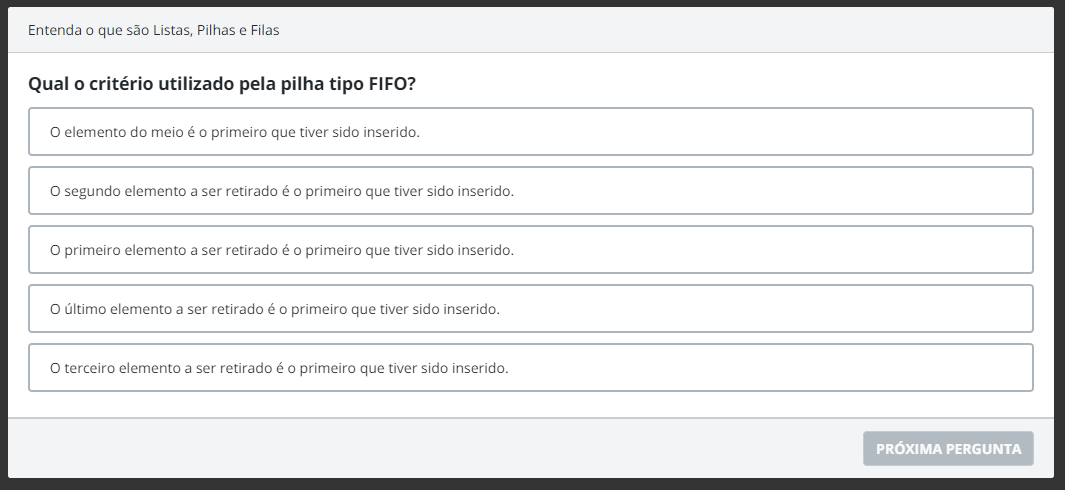 Entenda o que são Listas, Pilhas e Filas
Qual o critério utilizado pela pilha tipo FIFO?
O elemento do meio é o primeiro que tiver sido inserido.
O segundo elemento a ser retirado é o primeiro que tiver sido inserido.
O primeiro elemento a ser retirado é o primeiro que tiver sido inserido.
O último elemento a ser retirado é o primeiro que tiver sido inserido.
O terceiro elemento a ser retirado é o primeiro que tiver sido inserido.
PRÓXIMA PERGUNTA